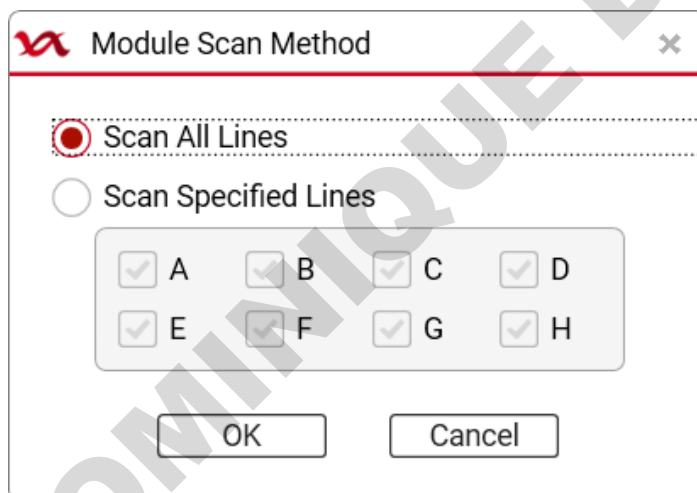 Module Scan Method
Scan All Lines
Scan Specified Lines
A B C D
E F G H
OK Cancel